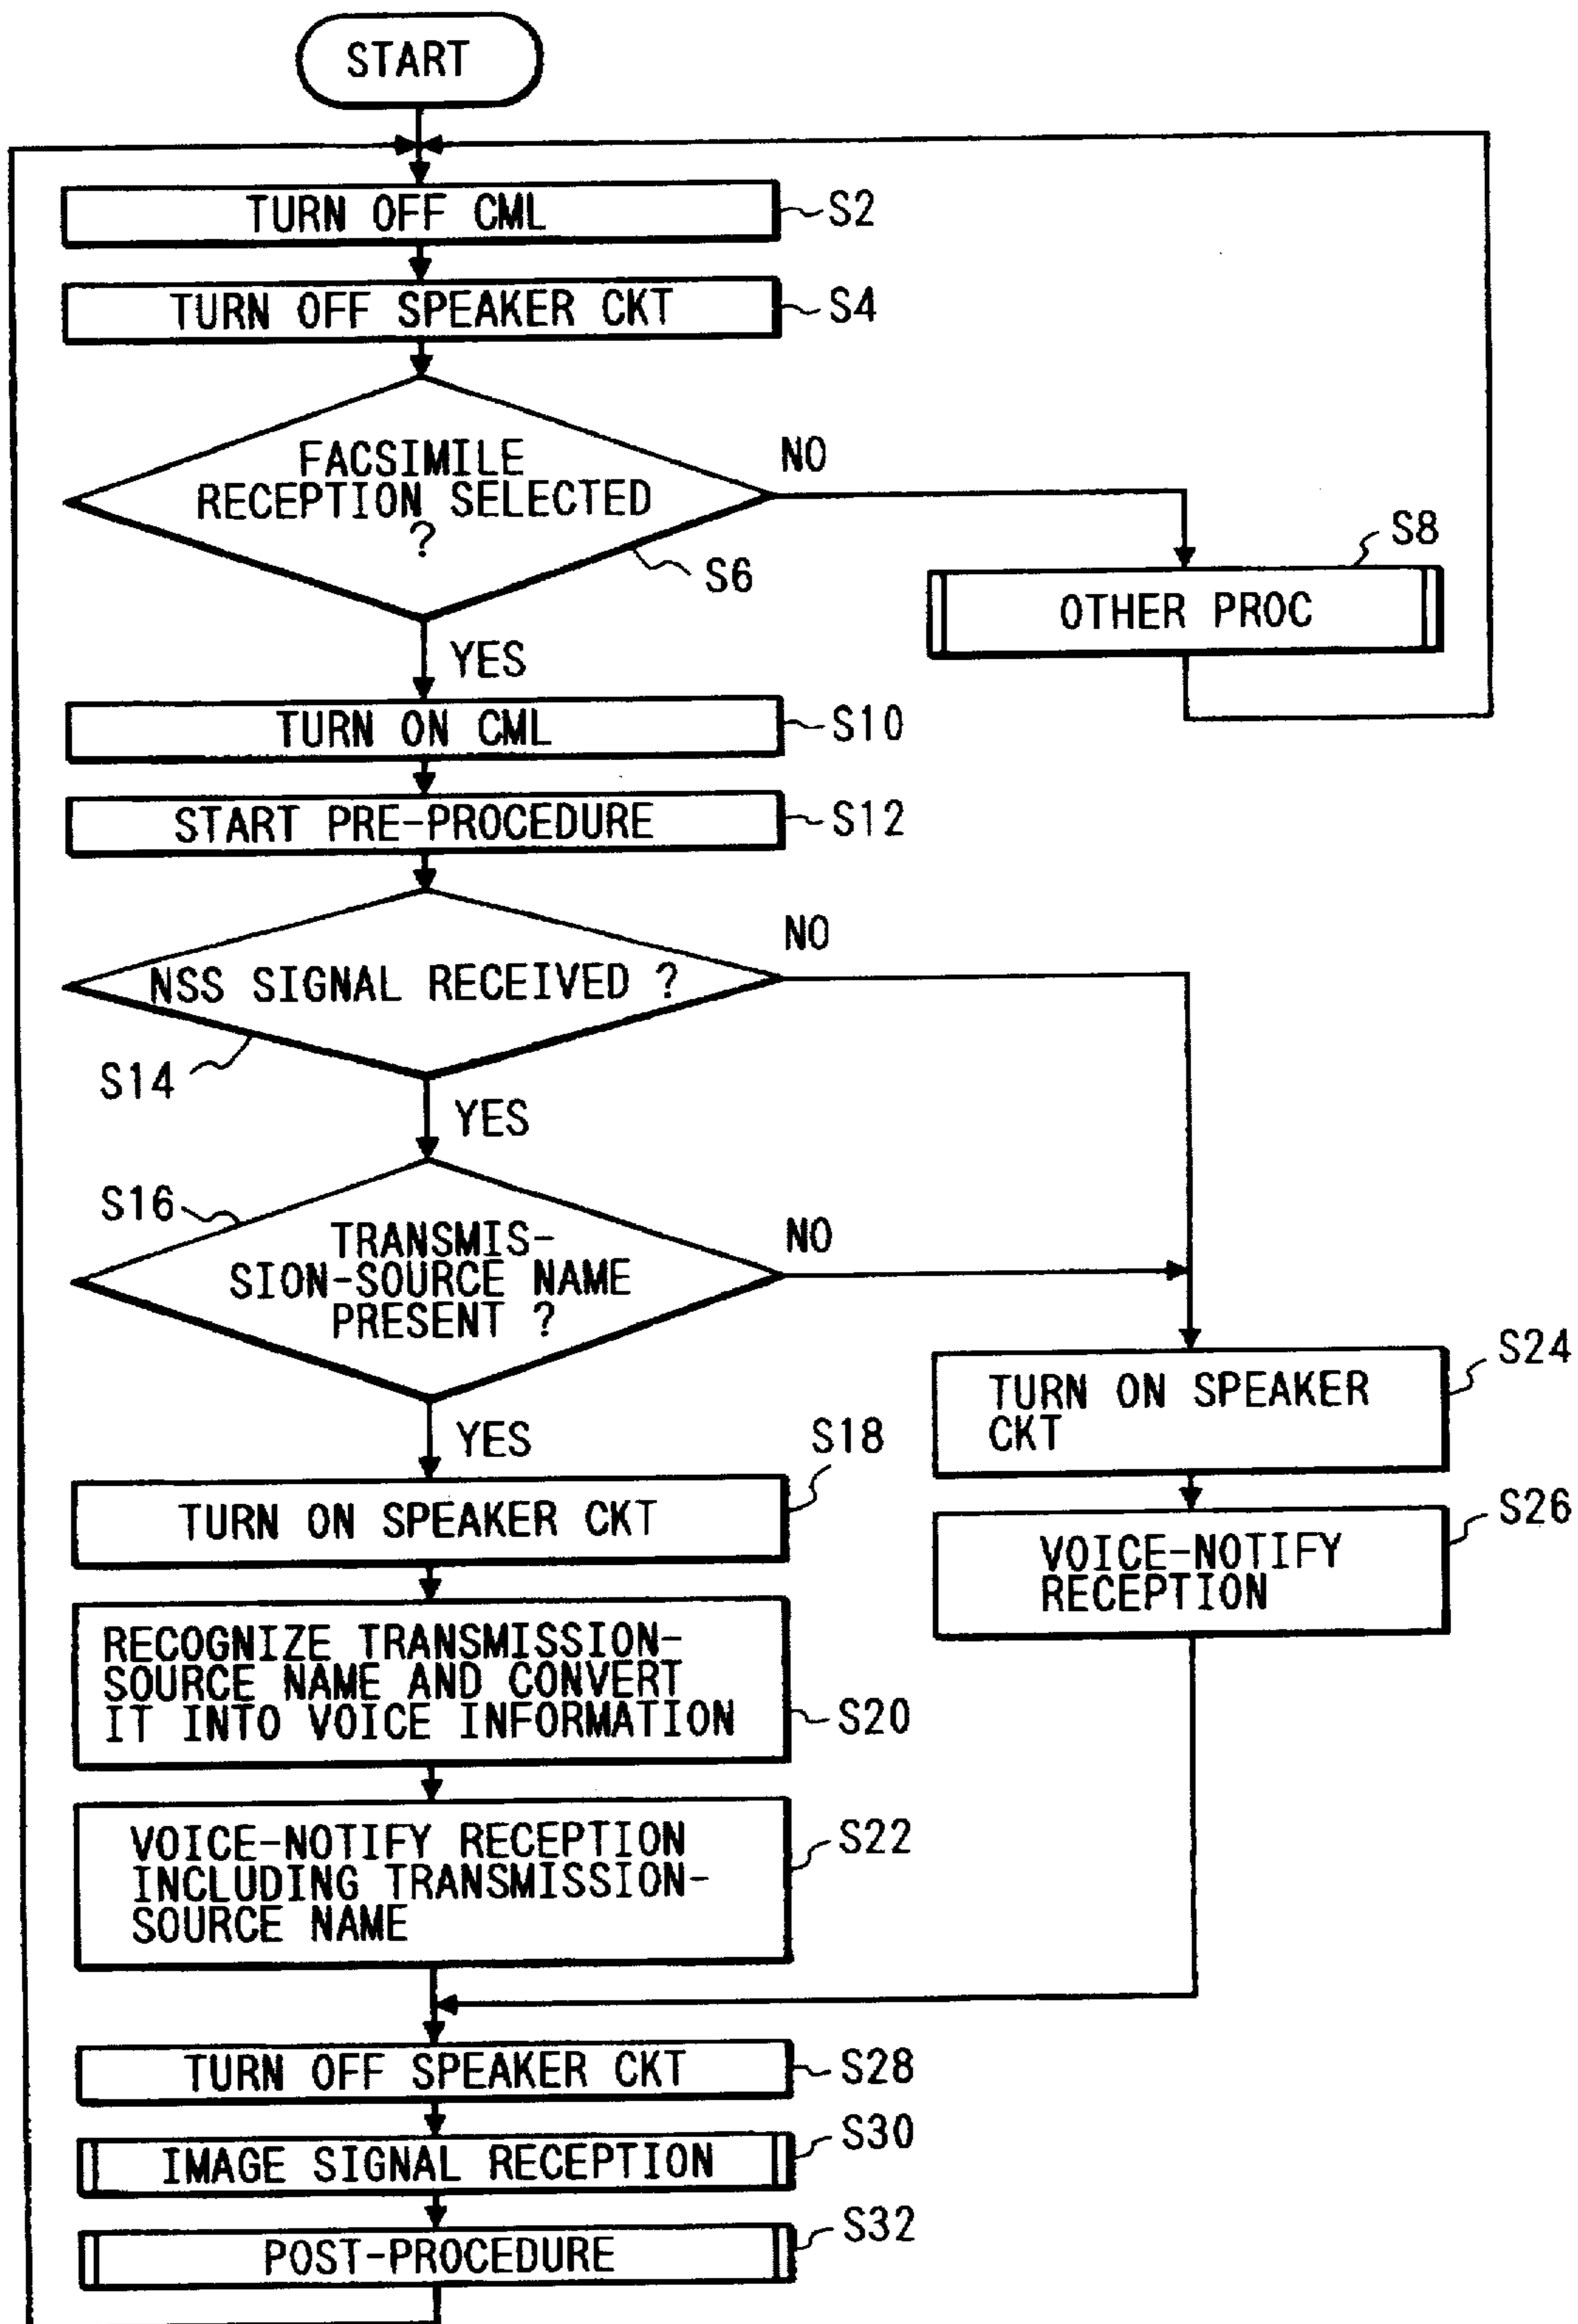 START
TURN OFF CML
S2
TURN OFF SPEAKER CKT
S4
FACSIMILE
RECEPTION SELECTED
?
NO
S6
S8
OTHER PROC
YES
TURN ON CML
S10
START PRE-PROCEDURE
S12
NSS SIGNAL RECEIVED ?
NO
S14
YES
S16
TRANSMIS-
SION-SOURCE NAME
PRESENT ?
NO
YES
S18
TURN ON SPEAKER CKT
S24
TURN ON SPEAKER
CKT
S26
VOICE-NOTIFY
RECEPTION
RECOGNIZE TRANSMISSION-
SOURCE NAME AND CONVERT
IT INTO VOICE INFORMATION
S20
VOICE-NOTIFY RECEPTION
INCLUDING TRANSMISSION-
SOURCE NAME
S22
TURN OFF SPEAKER CKT
S28
IMAGE SIGNAL RECEPTION
S30
POST-PROCEDURE
S32